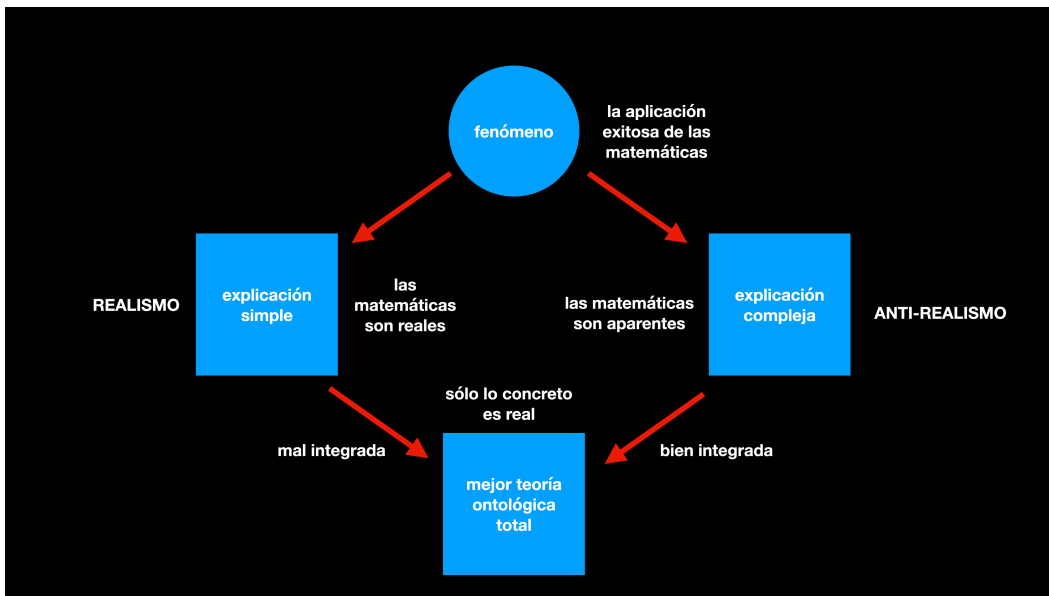 fenómeno
la aplicación
exitosa de las
matemáticas
REALISMO
explicación
simple
las
matemáticas
son reales
las matemáticas
son aparentes
explicación
compleja
ANTI-REALISMO
sólo lo concreto
es real
mal integrada
bien integrada
mejor teoría
ontológica
total